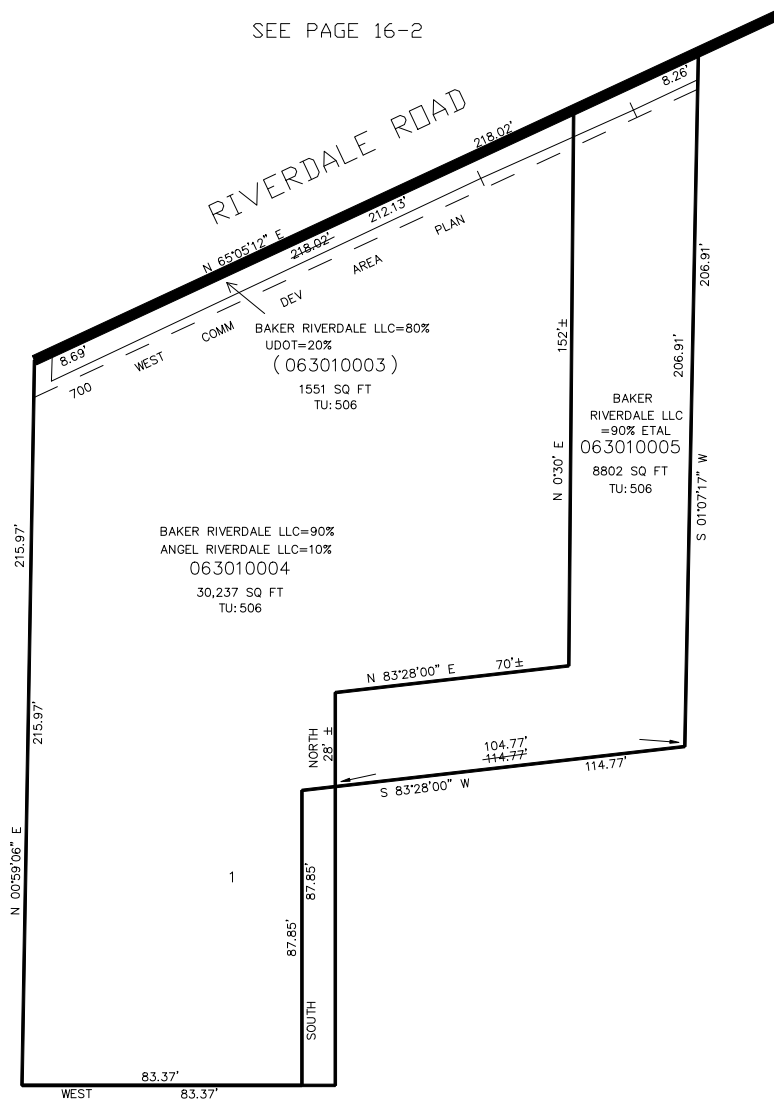 SEE PAGE 16-2
RIVERDALE ROAD
8.26'
218.02'
212.13'
N 65°05'12" E
218.02'
8.69'
700 WEST COMM DEV AREA PLAN
BAKER RIVERDALE LLC=80%
UDOT=20%
(063010003)
1551 SQ FT
TU:506
152'±
N 0°30' E
206.91'
206.91'
S 01°07'17" W
BAKER
RIVERDALE LLC
=90% ETAL
063010005
8802 SQ FT
TU:506
215.97'
BAKER RIVERDALE LLC=90%
ANGEL RIVERDALE LLC=10%
063010004
30,237 SQ FT
TU:506
N 83°28'00" E 70'±
215.97'
NORTH
28' ±
104.77'
114.77'
114.77'
S 83°28'00" W
N 00°59'06" E
1
87.85'
87.85'
SOUTH
83.37'
WEST 83.37'